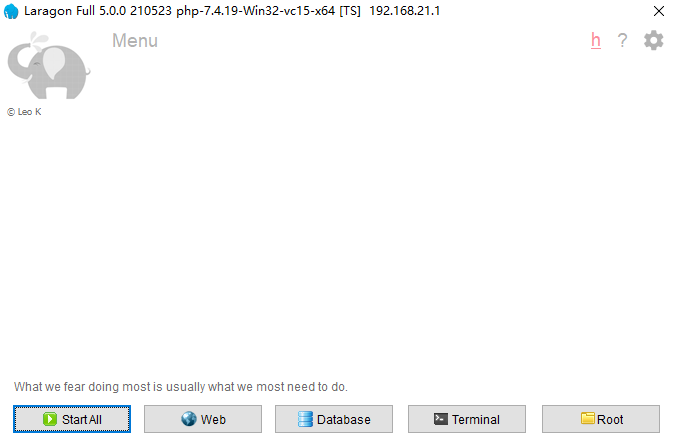 Laragon Full 5.0.0 210523 php-7.4.19-Win32-vc15-x64 [TS] 192.168.21.1
Menu
h ?
© Leo K
What we fear doing most is usually what we most need to do.
Start All Web Database Terminal Root